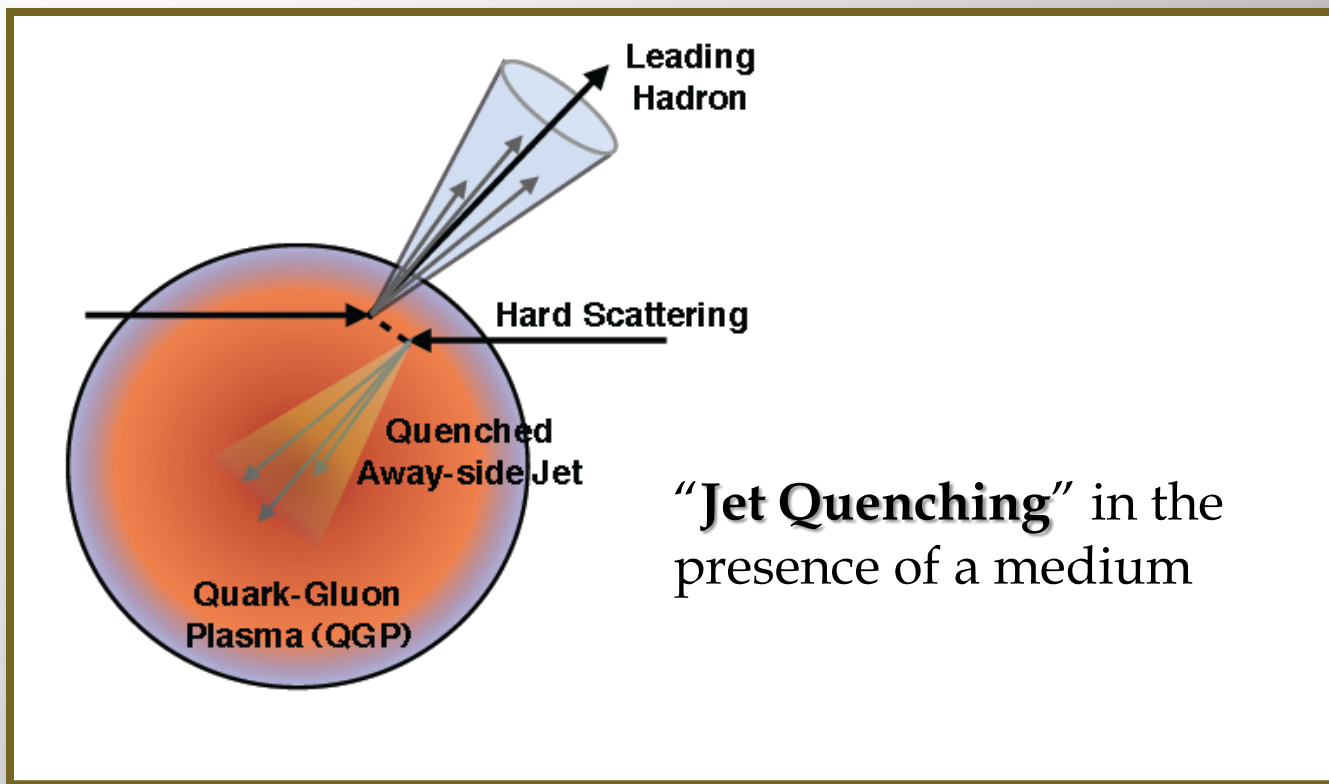 Leading
Hadron
Hard Scattering
Quenched
Away-side Jet
“Jet Quenching” in the
presence of a medium
Quark-Gluon
Plasma (QGP)